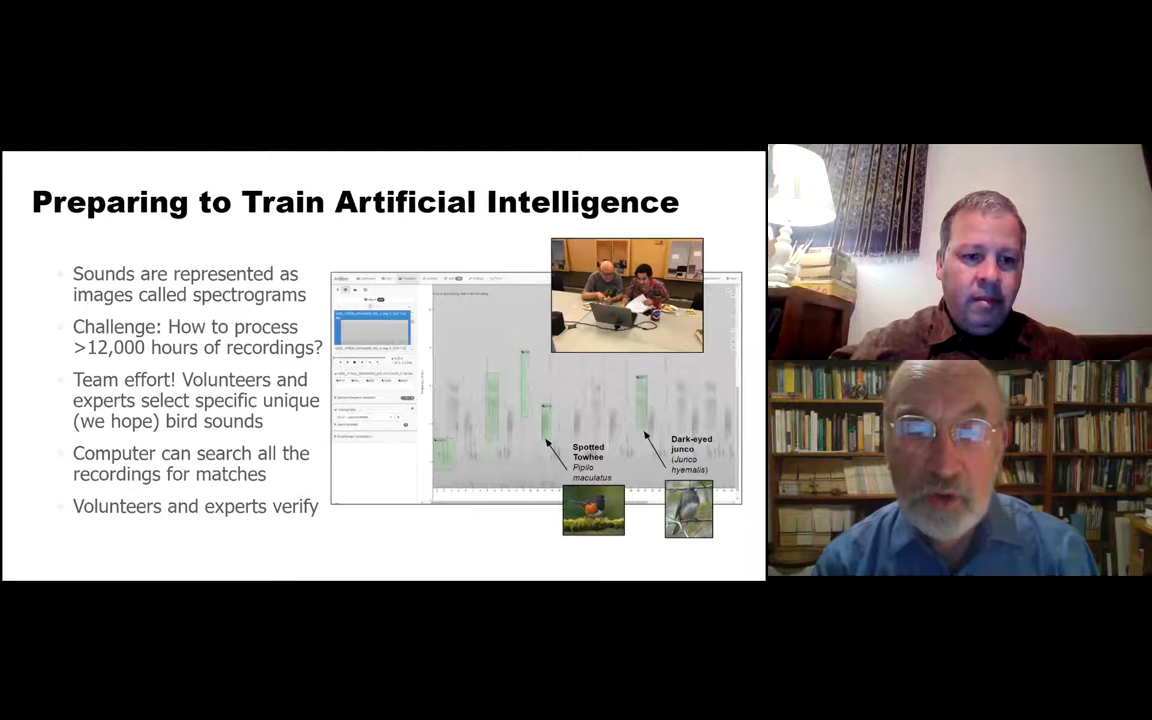 Preparing to Train Artificial Intelligence
Sounds are represented as
images called spectrograms
Challenge: How to process
>12,000 hours of recordings?
Team effort! Volunteers and
experts select specific unique
(we hope) bird sounds
Computer can search all the
recordings for matches
Volunteers and experts verify
Spotted
Towhee
Pipilo
maculatus
Dark-eyed
junco
(Junco
hyemalis)